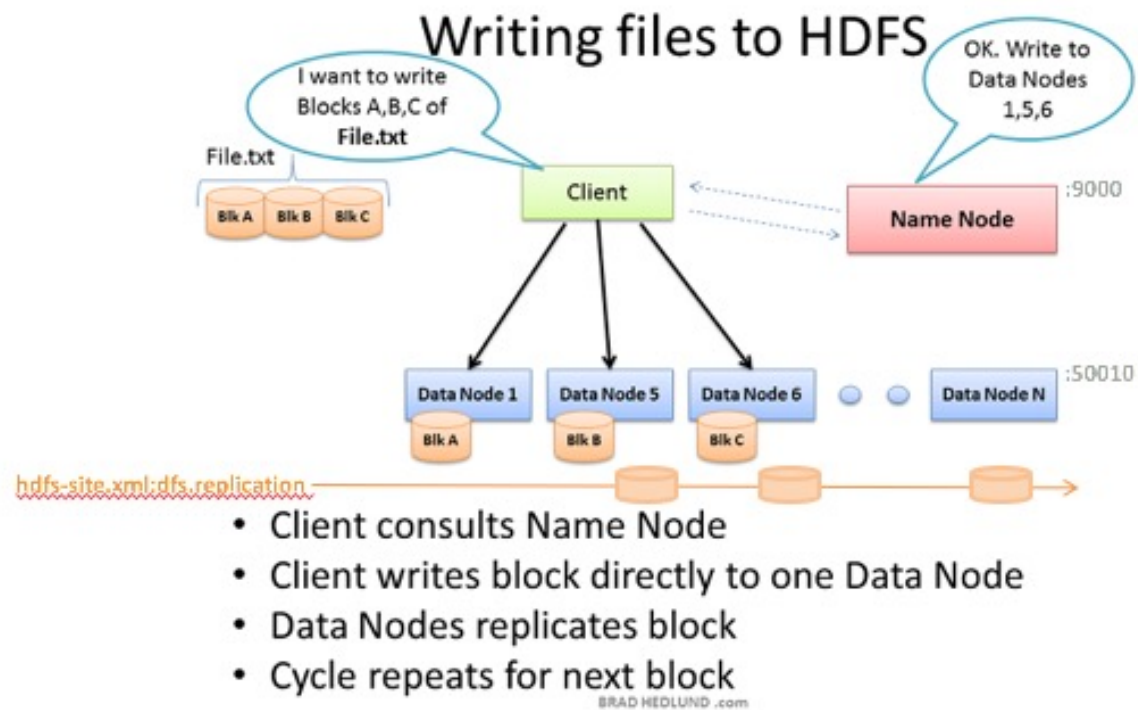 Writing files to HDFS
I want to write
Blocks A,B,C of
File.txt
OK. Write to
Data Nodes
1,5,6
File.txt
Blk A
Blk B
Blk C
Client
Name Node
:9000
:50010
Data Node 1
Data Node 5
Data Node 6
Data Node N
Blk A
Blk B
Blk C
hdfs-site.xml:dfs.replication
• Client consults Name Node
• Client writes block directly to one Data Node
• Data Nodes replicates block
• Cycle repeats for next block
BRAD HEDLUND .com